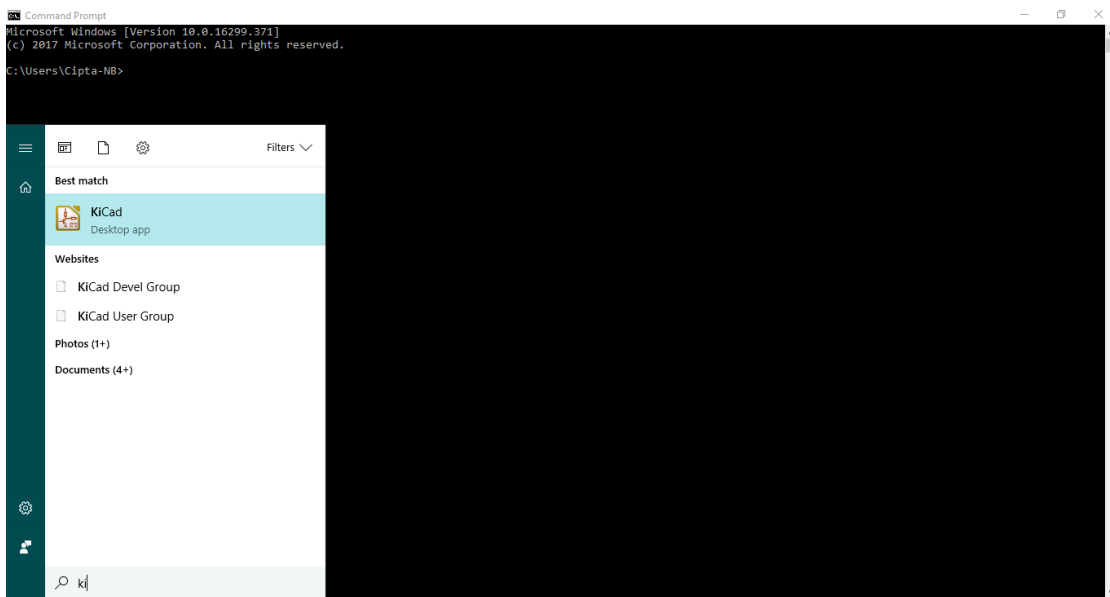 Command Prompt
Microsoft Windows [Version 10.0.16299.371]
(c) 2017 Microsoft Corporation. All rights reserved.
C:\Users\Cipta-NB>
Filters
Best match
KiCad
Desktop app
Websites
KiCad Devel Group
KiCad User Group
Photos (1+)
Documents (4+)
ki